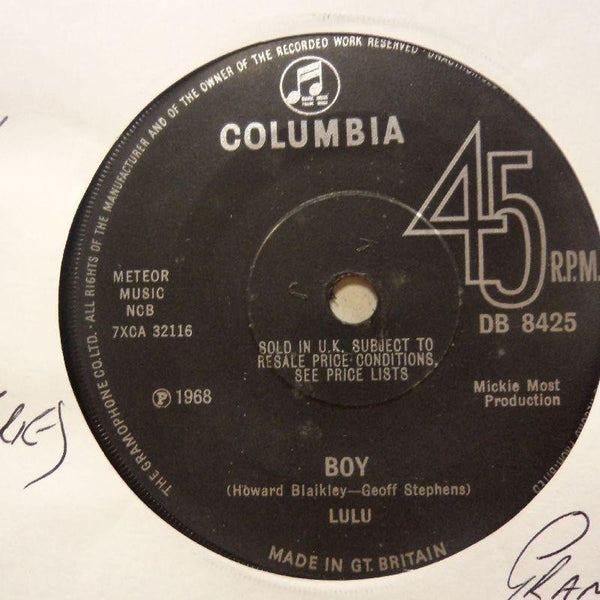 THE GRAMOPHONE CO. LTD. · ALL RIGHTS OF THE MANUFACTURER AND OF THE OWNER OF THE RECORDED WORK RESERVED ·
COLUMBIA
45
R.P.M.
METEOR
MUSIC
NCB
7XCA 32116
DB 8425
SOLD IN U.K. SUBJECT TO
RESALE PRICE CONDITIONS,
SEE PRICE LISTS
℗ 1968
Mickie Most
Production
BOY
(Howard Blaikley—Geoff Stephens)
LULU
MADE IN GT. BRITAIN